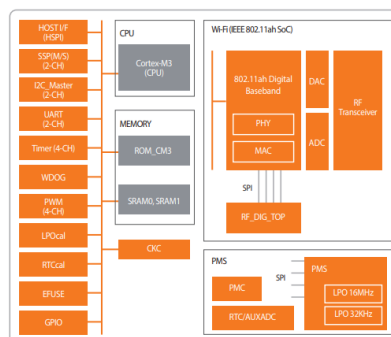 HOST I/F
(HSPI)
SSP(M/S)
(2-CH)
I2C_Master
(2-CH)
UART
(2-CH)
Timer (4-CH)
WDOG
PWM
(4-CH)
LPOcal
RTCcal
EFUSE
GPIO
CPU
Cortex-M3
(CPU)
MEMORY
ROM_CM3
SRAM0, SRAM1
CKC
Wi-Fi (IEEE 802.11ah SoC)
802.11ah Digital
Baseband
PHY
MAC
DAC
ADC
RF
Transceiver
SPI
RF_DIG_TOP
PMS
PMC
RTC/AUXADC
SPI
PMS
LPO 16MHz
LPO 32KHz